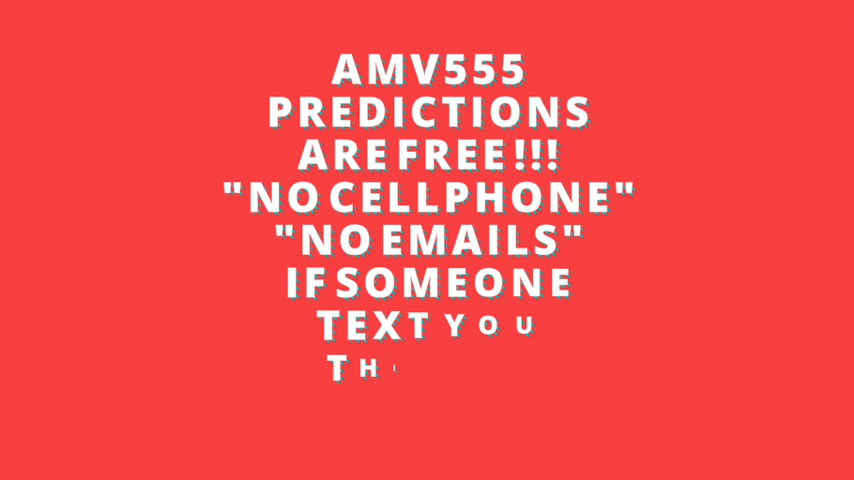 AMV555
PREDICTIONS
ARE FREE!!!
"NO CELLPHONE"
"NO EMAILS"
IF SOMEONE
TEXT YOU